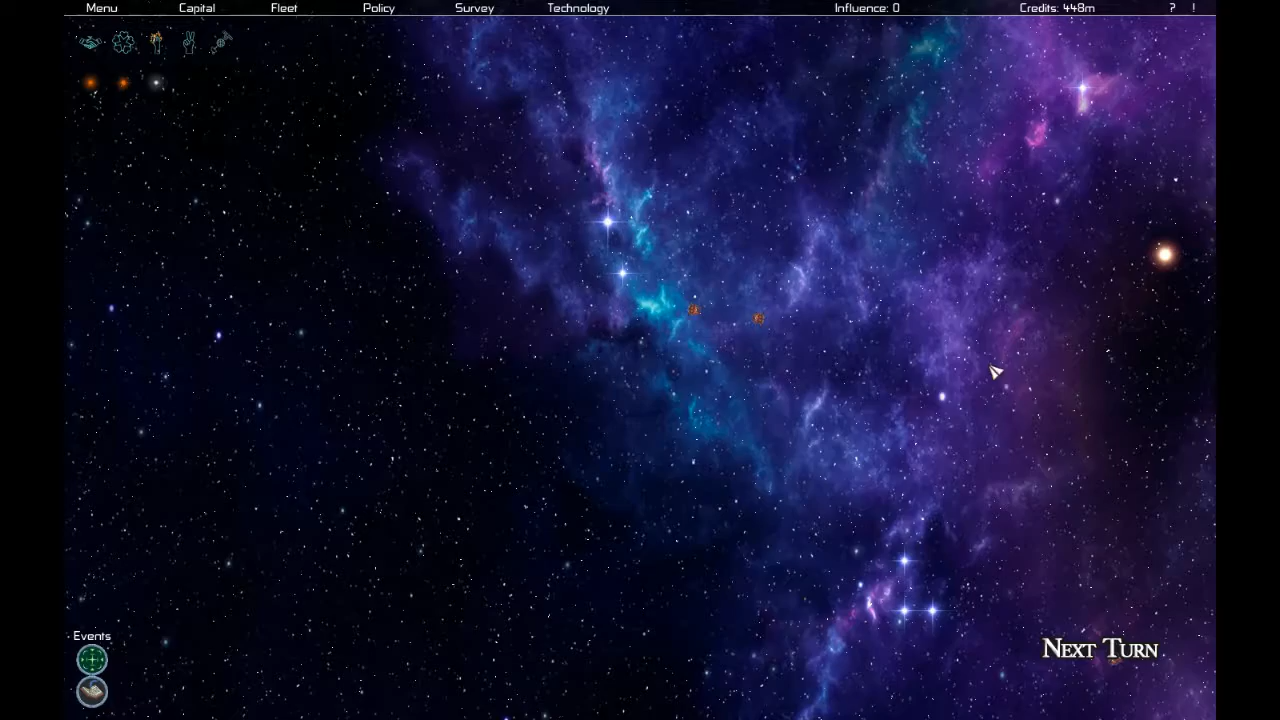 Menu Capital Fleet Policy Survey Technology Influence: 0 Credits: 448m ? !
Events
Next Turn